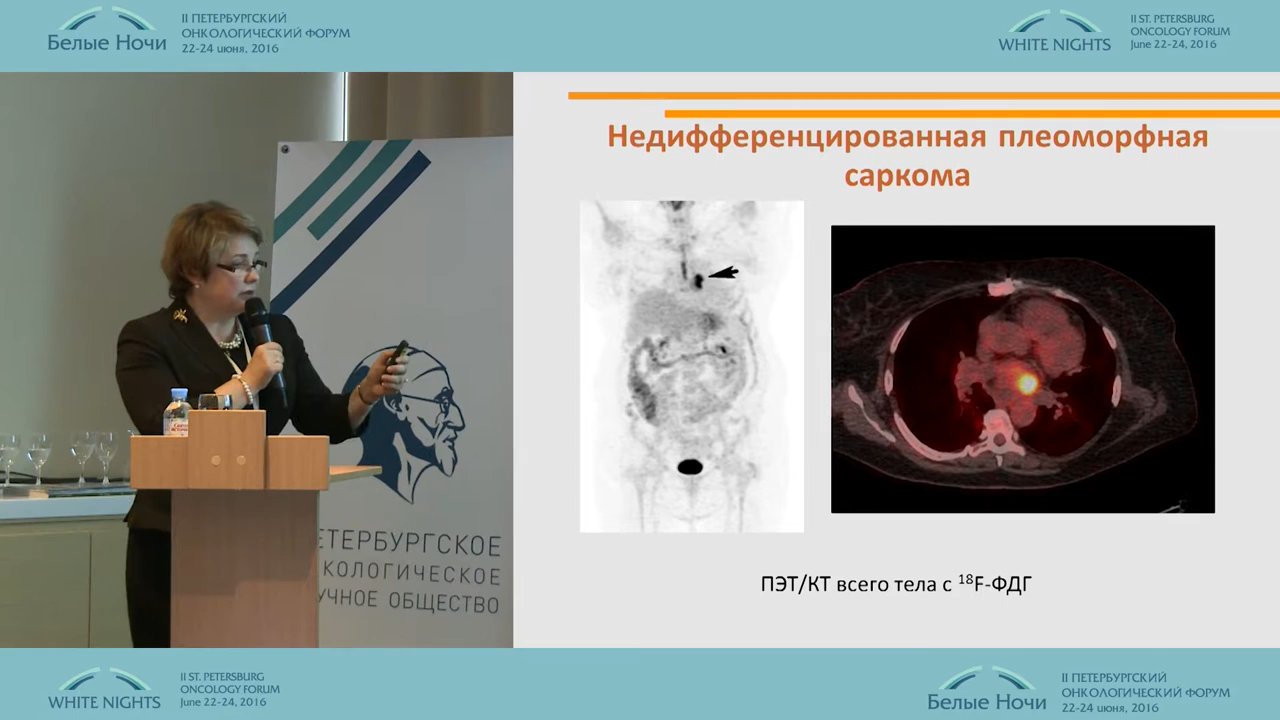 Белые Ночи
II ПЕТЕРБУРГСКИЙ
ОНКОЛОГИЧЕСКИЙ ФОРУМ
22-24 июня, 2016
WHITE NIGHTS
II ST. PETERSBURG
ONCOLOGY FORUM
June 22-24, 2016
Недифференцированная плеоморфная
саркома
ПЭТ/КТ всего тела с ¹⁸F-ФДГ
ЕТЕРБУРГСКОЕ
КОЛОГИЧЕСКОЕ
УЧНОЕ ОБЩЕСТВО
WHITE NIGHTS
II ST. PETERSBURG
ONCOLOGY FORUM
June 22-24, 2016
Белые Ночи
II ПЕТЕРБУРГСКИЙ
ОНКОЛОГИЧЕСКИЙ ФОРУМ
22-24 июня, 2016